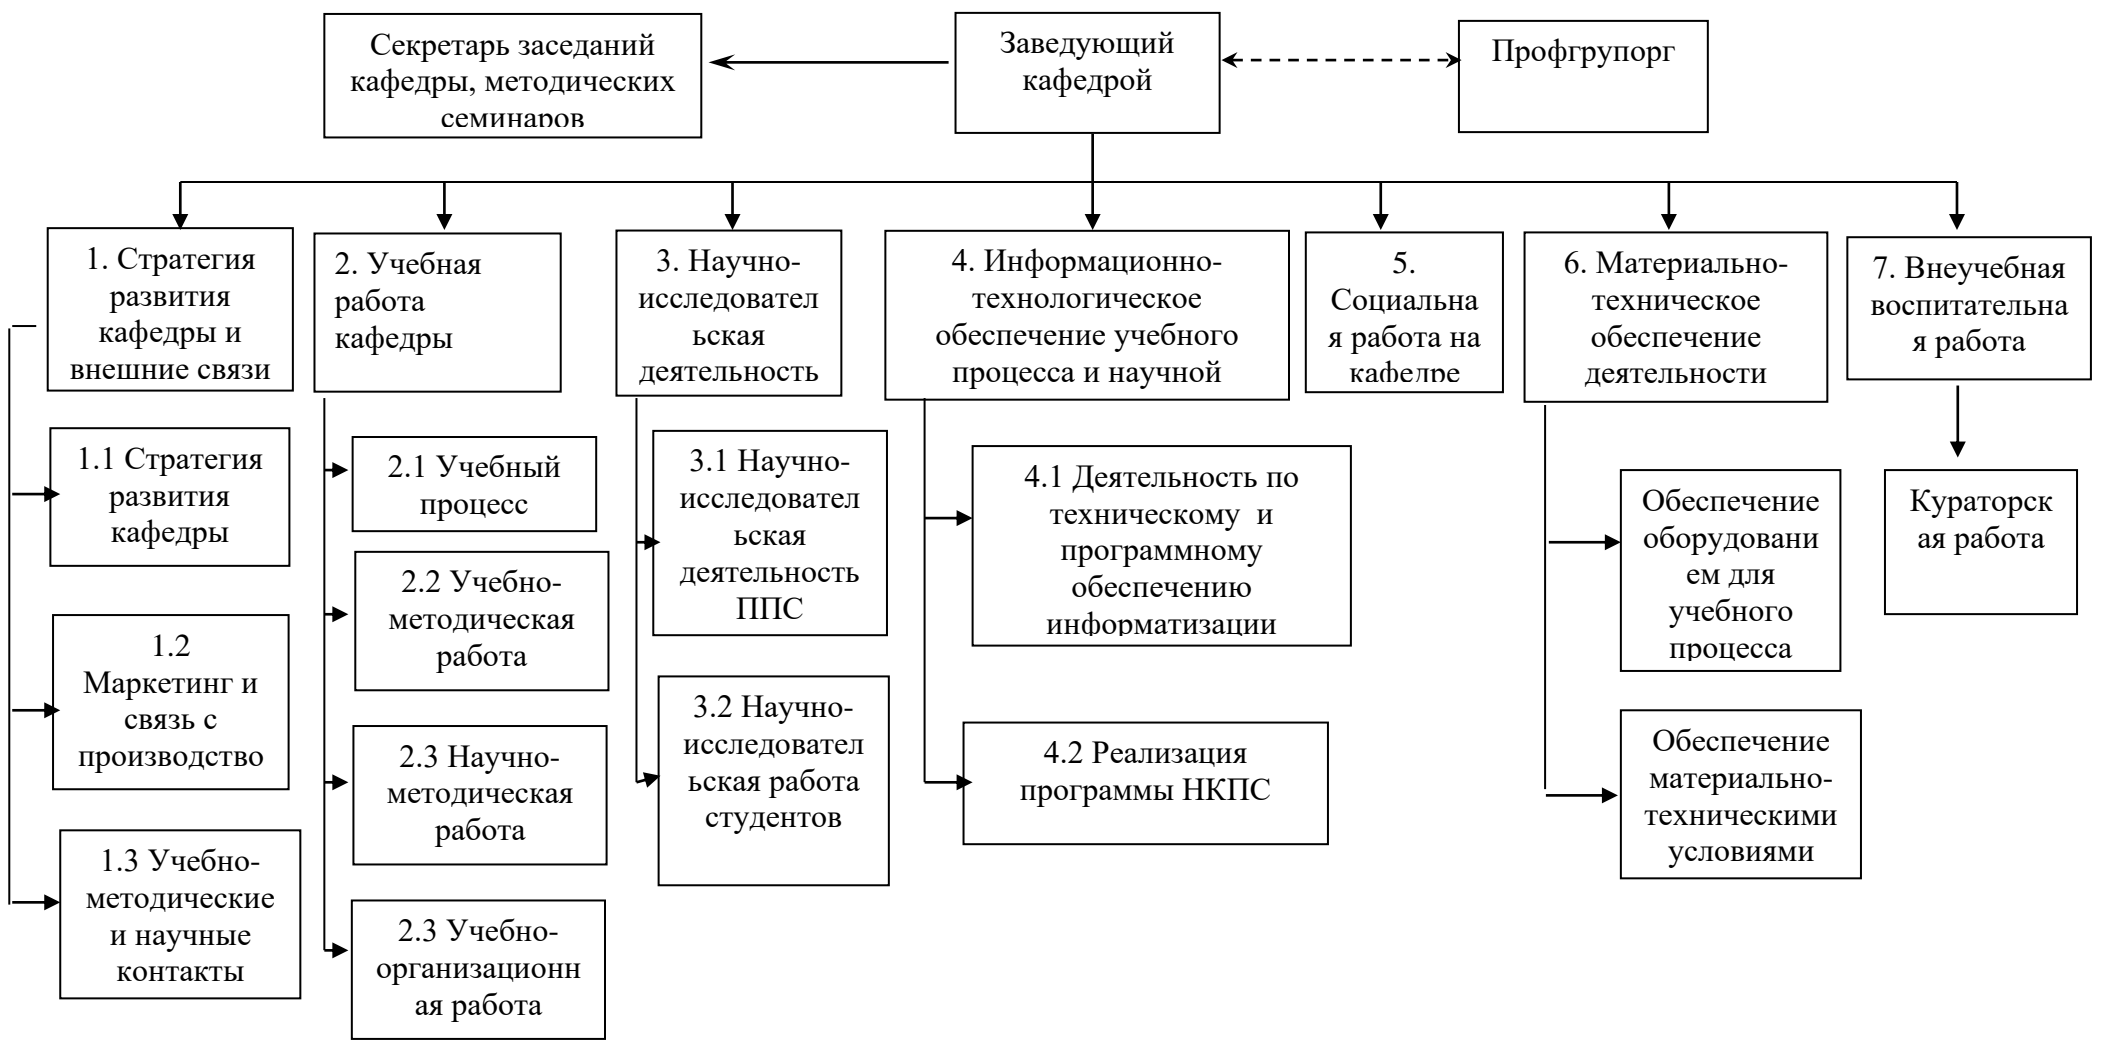 Секретарь заседаний
кафедры, методических
семинаров
Заведующий
кафедрой
Профгрупорг
1. Стратегия
развития
кафедры и
внешние связи
2. Учебная
работа
кафедры
3. Научно-
исследовател
ьская
деятельность
4. Информационно-
технологическое
обеспечение учебного
процесса и научной
5.
Социальна
я работа на
кафедре
6. Материально-
техническое
обеспечение
деятельности
7. Внеучебная
воспитательна
я работа
1.1 Стратегия
развития
кафедры
1.2
Маркетинг и
связь с
производство
1.3 Учебно-
методические
и научные
контакты
2.1 Учебный
процесс
2.2 Учебно-
методическая
работа
2.3 Научно-
методическая
работа
2.3 Учебно-
организационн
ая работа
3.1 Научно-
исследовател
ьская
деятельность
ППС
3.2 Научно-
исследовател
ьская работа
студентов
4.1 Деятельность по
техническому и
программному
обеспечению
информатизации
4.2 Реализация
программы НКПС
Обеспечение
оборудовани
ем для
учебного
процесса
Обеспечение
материально-
техническими
условиями
Кураторск
ая работа